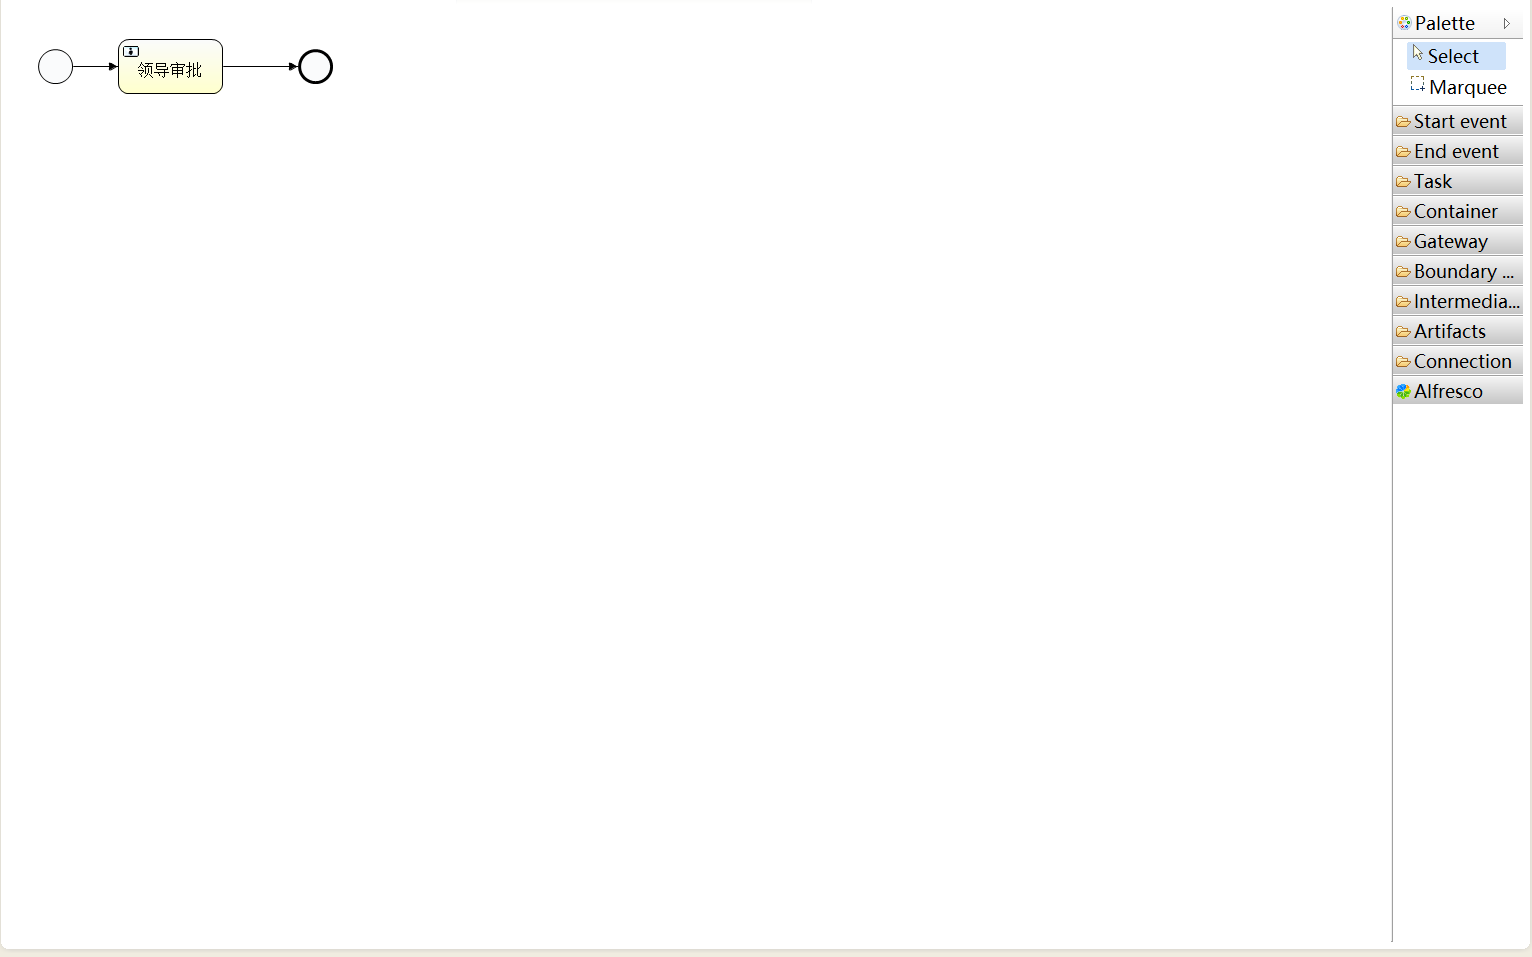 领导审批
Palette
Select
Marquee
Start event
End event
Task
Container
Gateway
Boundary ...
Intermedia...
Artifacts
Connection
Alfresco